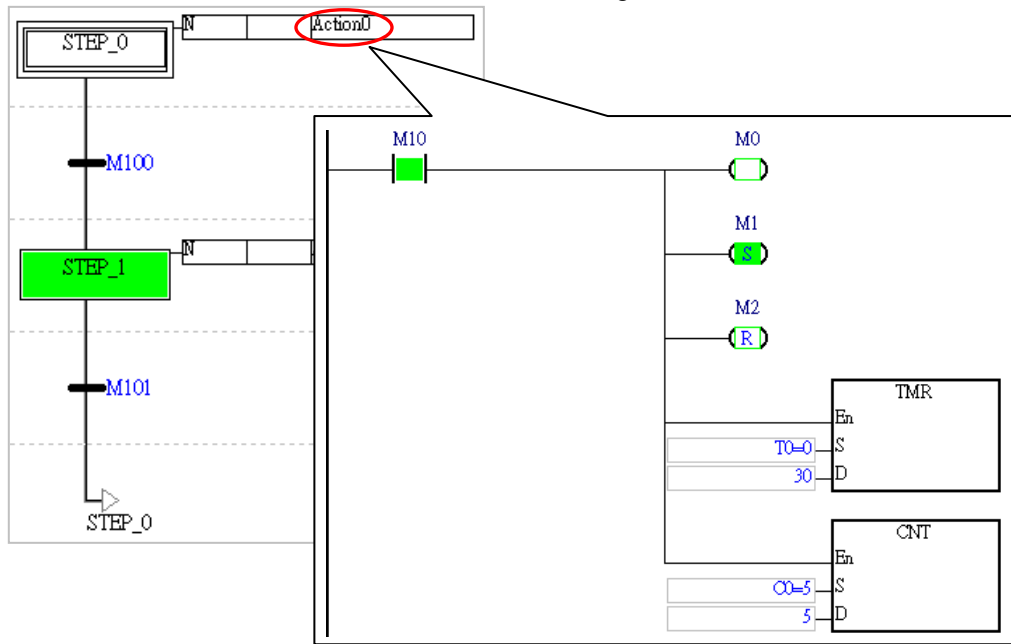 N
Action0
STEP_0
M100
N
STEP_1
M101
STEP_0
M10
M0
M1
S
M2
R
TMR
En
T0=0
S
30
D
CNT
En
C0=5
S
5
D